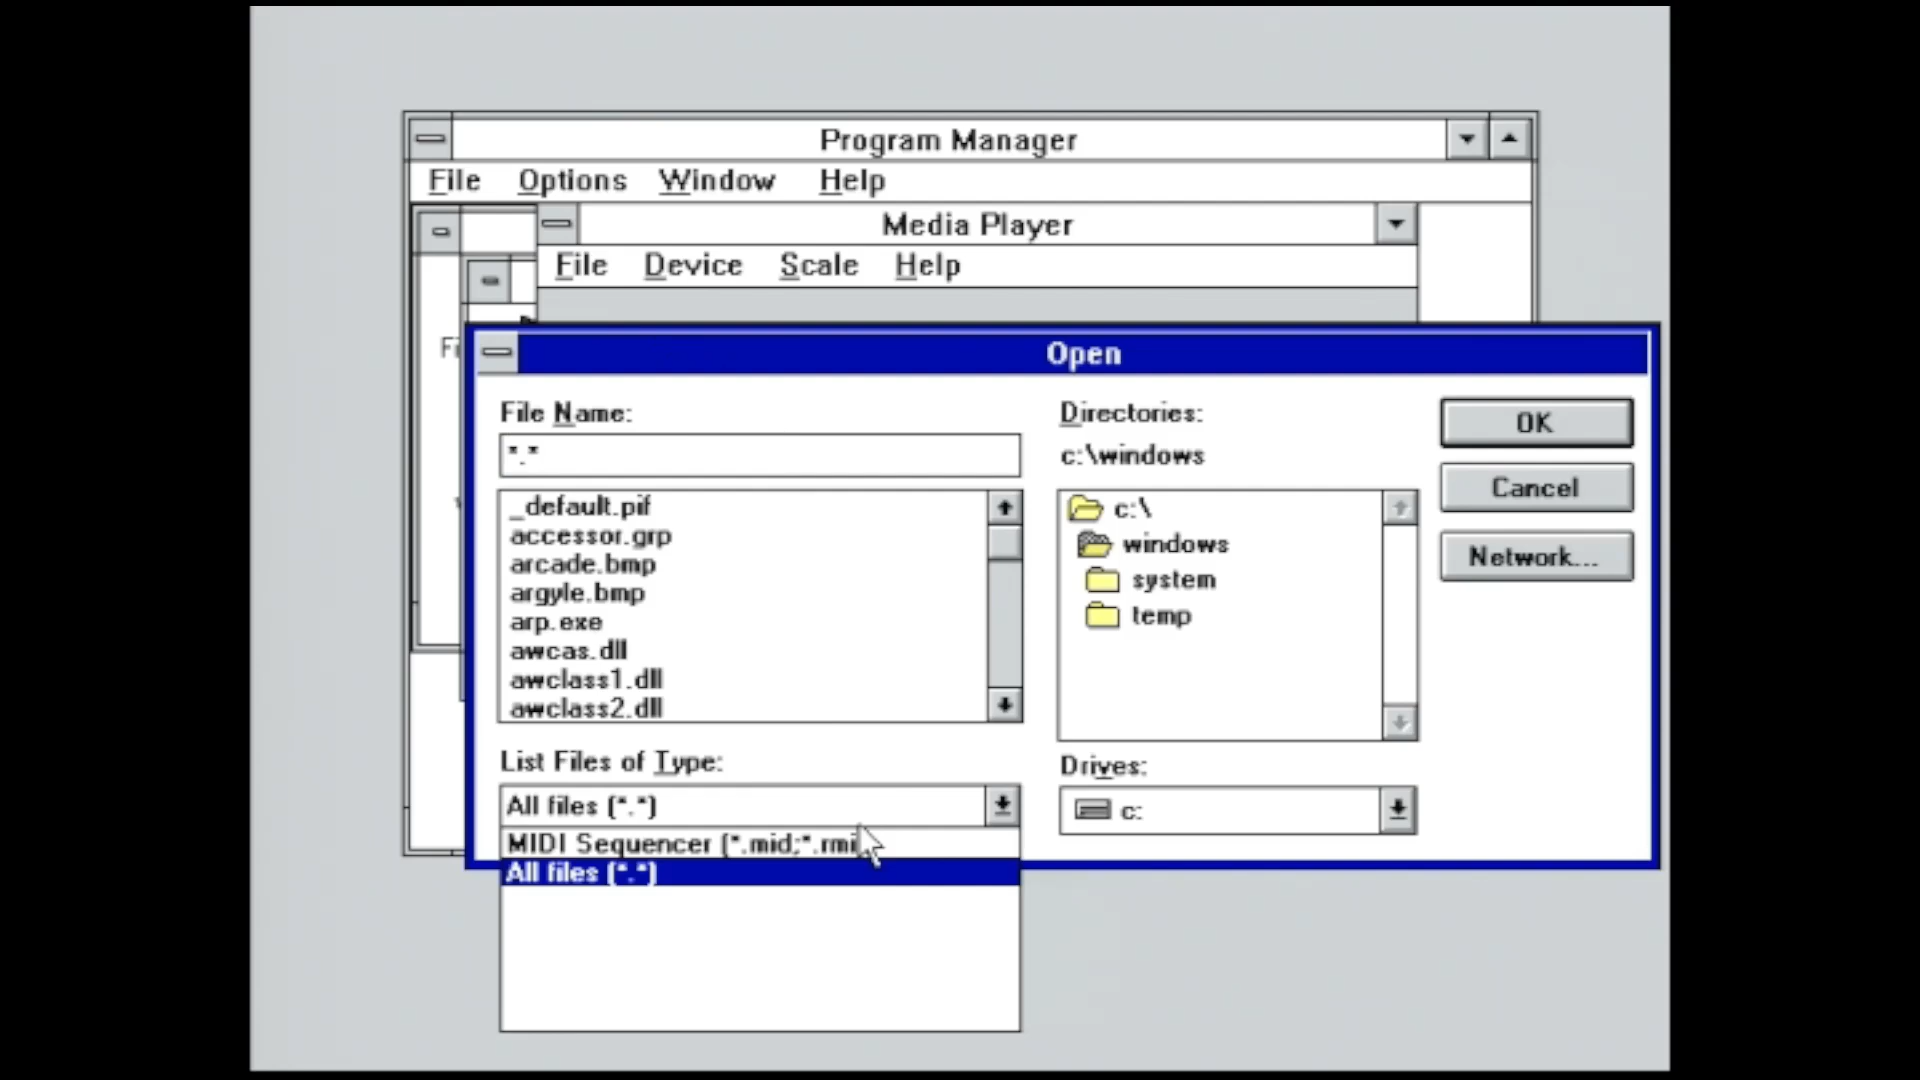 Program Manager
File Options Window Help
Media Player
File Device Scale Help
Open
File Name:
*.*
_default.pif
accessor.grp
arcade.bmp
argyle.bmp
arp.exe
awcas.dll
awclass1.dll
awclass2.dll
List Files of Type:
All files (*.*)
MIDI Sequencer (*.mid;*.rmi
All files (*.*)
Directories:
c:\windows
c:\
windows
system
temp
Drives:
c:
OK
Cancel
Network...